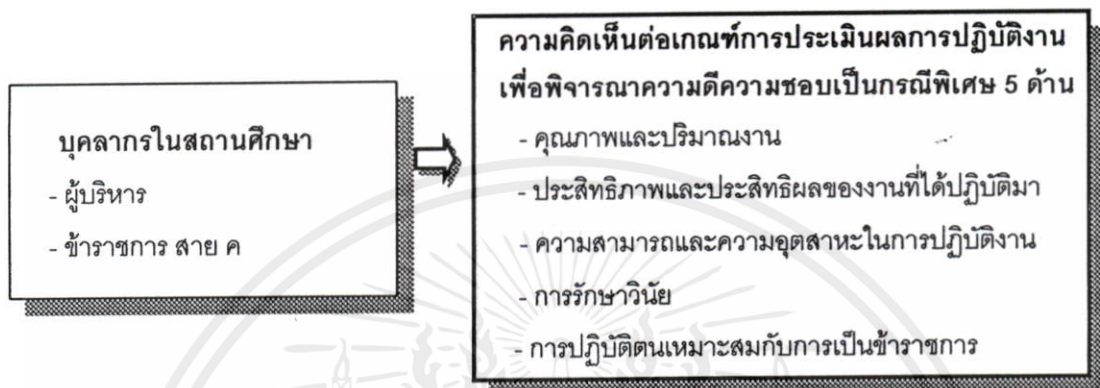 บุคลากรในสถานศึกษา
- ผู้บริหาร
- ข้าราชการ สาย ค
ความคิดเห็นต่อเกณฑ์การประเมินผลการปฏิบัติงาน
เพื่อพิจารณาความดีความชอบเป็นกรณีพิเศษ 5 ด้าน
- คุณภาพและปริมาณงาน
- ประสิทธิภาพและประสิทธิผลของงานที่ได้ปฏิบัติมา
- ความสามารถและความอุตสาหะในการปฏิบัติงาน
- การรักษาวินัย
- การปฏิบัติตนเหมาะสมกับการเป็นข้าราชการ